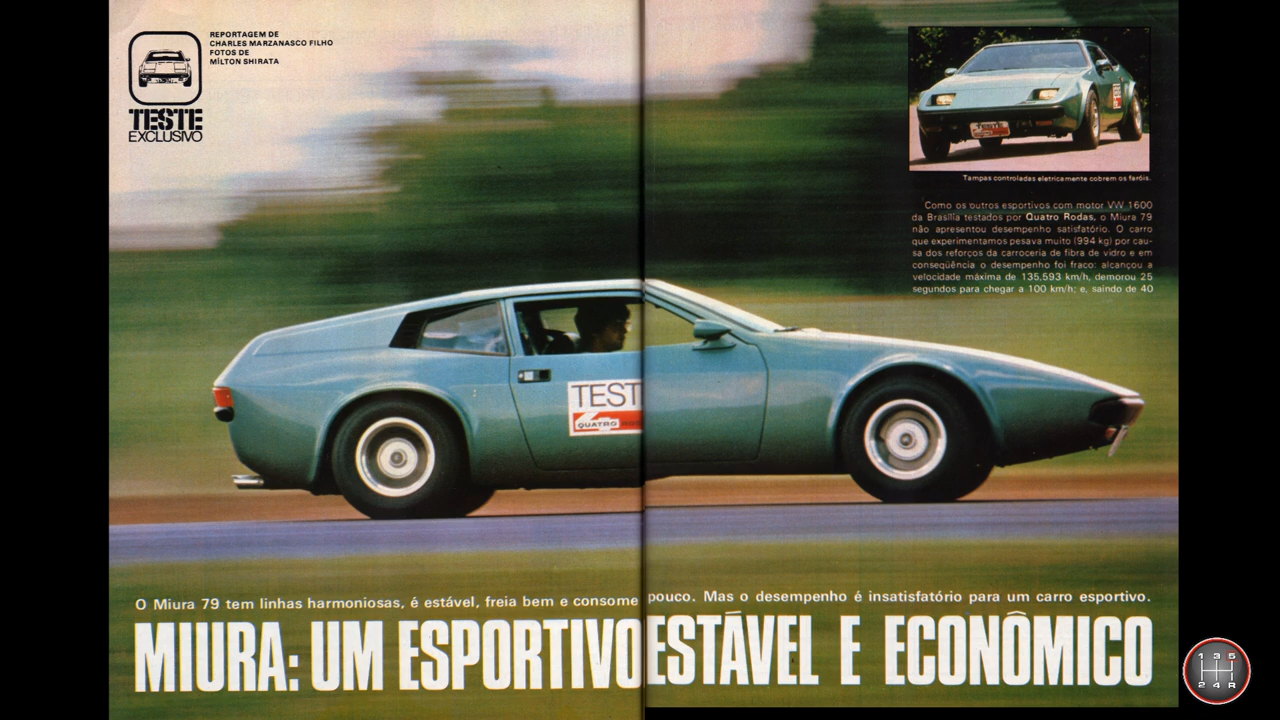 REPORTAGEM DE
CHARLES MARZANASCO FILHO
FOTOS DE
MÍLTON SHIRATA
TESTE
EXCLUSIVO
Tampas controladas eletricamente cobrem os faróis.
Como os outros esportivos com motor VW 1600
da Brasília testados por Quatro Rodas, o Miura 79
não apresentou desempenho satisfatório. O carro
que experimentamos pesava muito (994 kg) por cau-
sa dos reforços da carroceria de fibra de vidro e em
conseqüência o desempenho foi fraco: alcançou a
velocidade máxima de 135,593 km/h, demorou 25
segundos para chegar a 100 km/h; e, saindo de 40
TEST
QUATRO
O Miura 79 tem linhas harmoniosas, é estável, freia bem e consome pouco. Mas o desempenho é insatisfatório para um carro esportivo.
MIURA: UM ESPORTIVO ESTÁVEL E ECONÔMICO
1 3 5
2 4 R